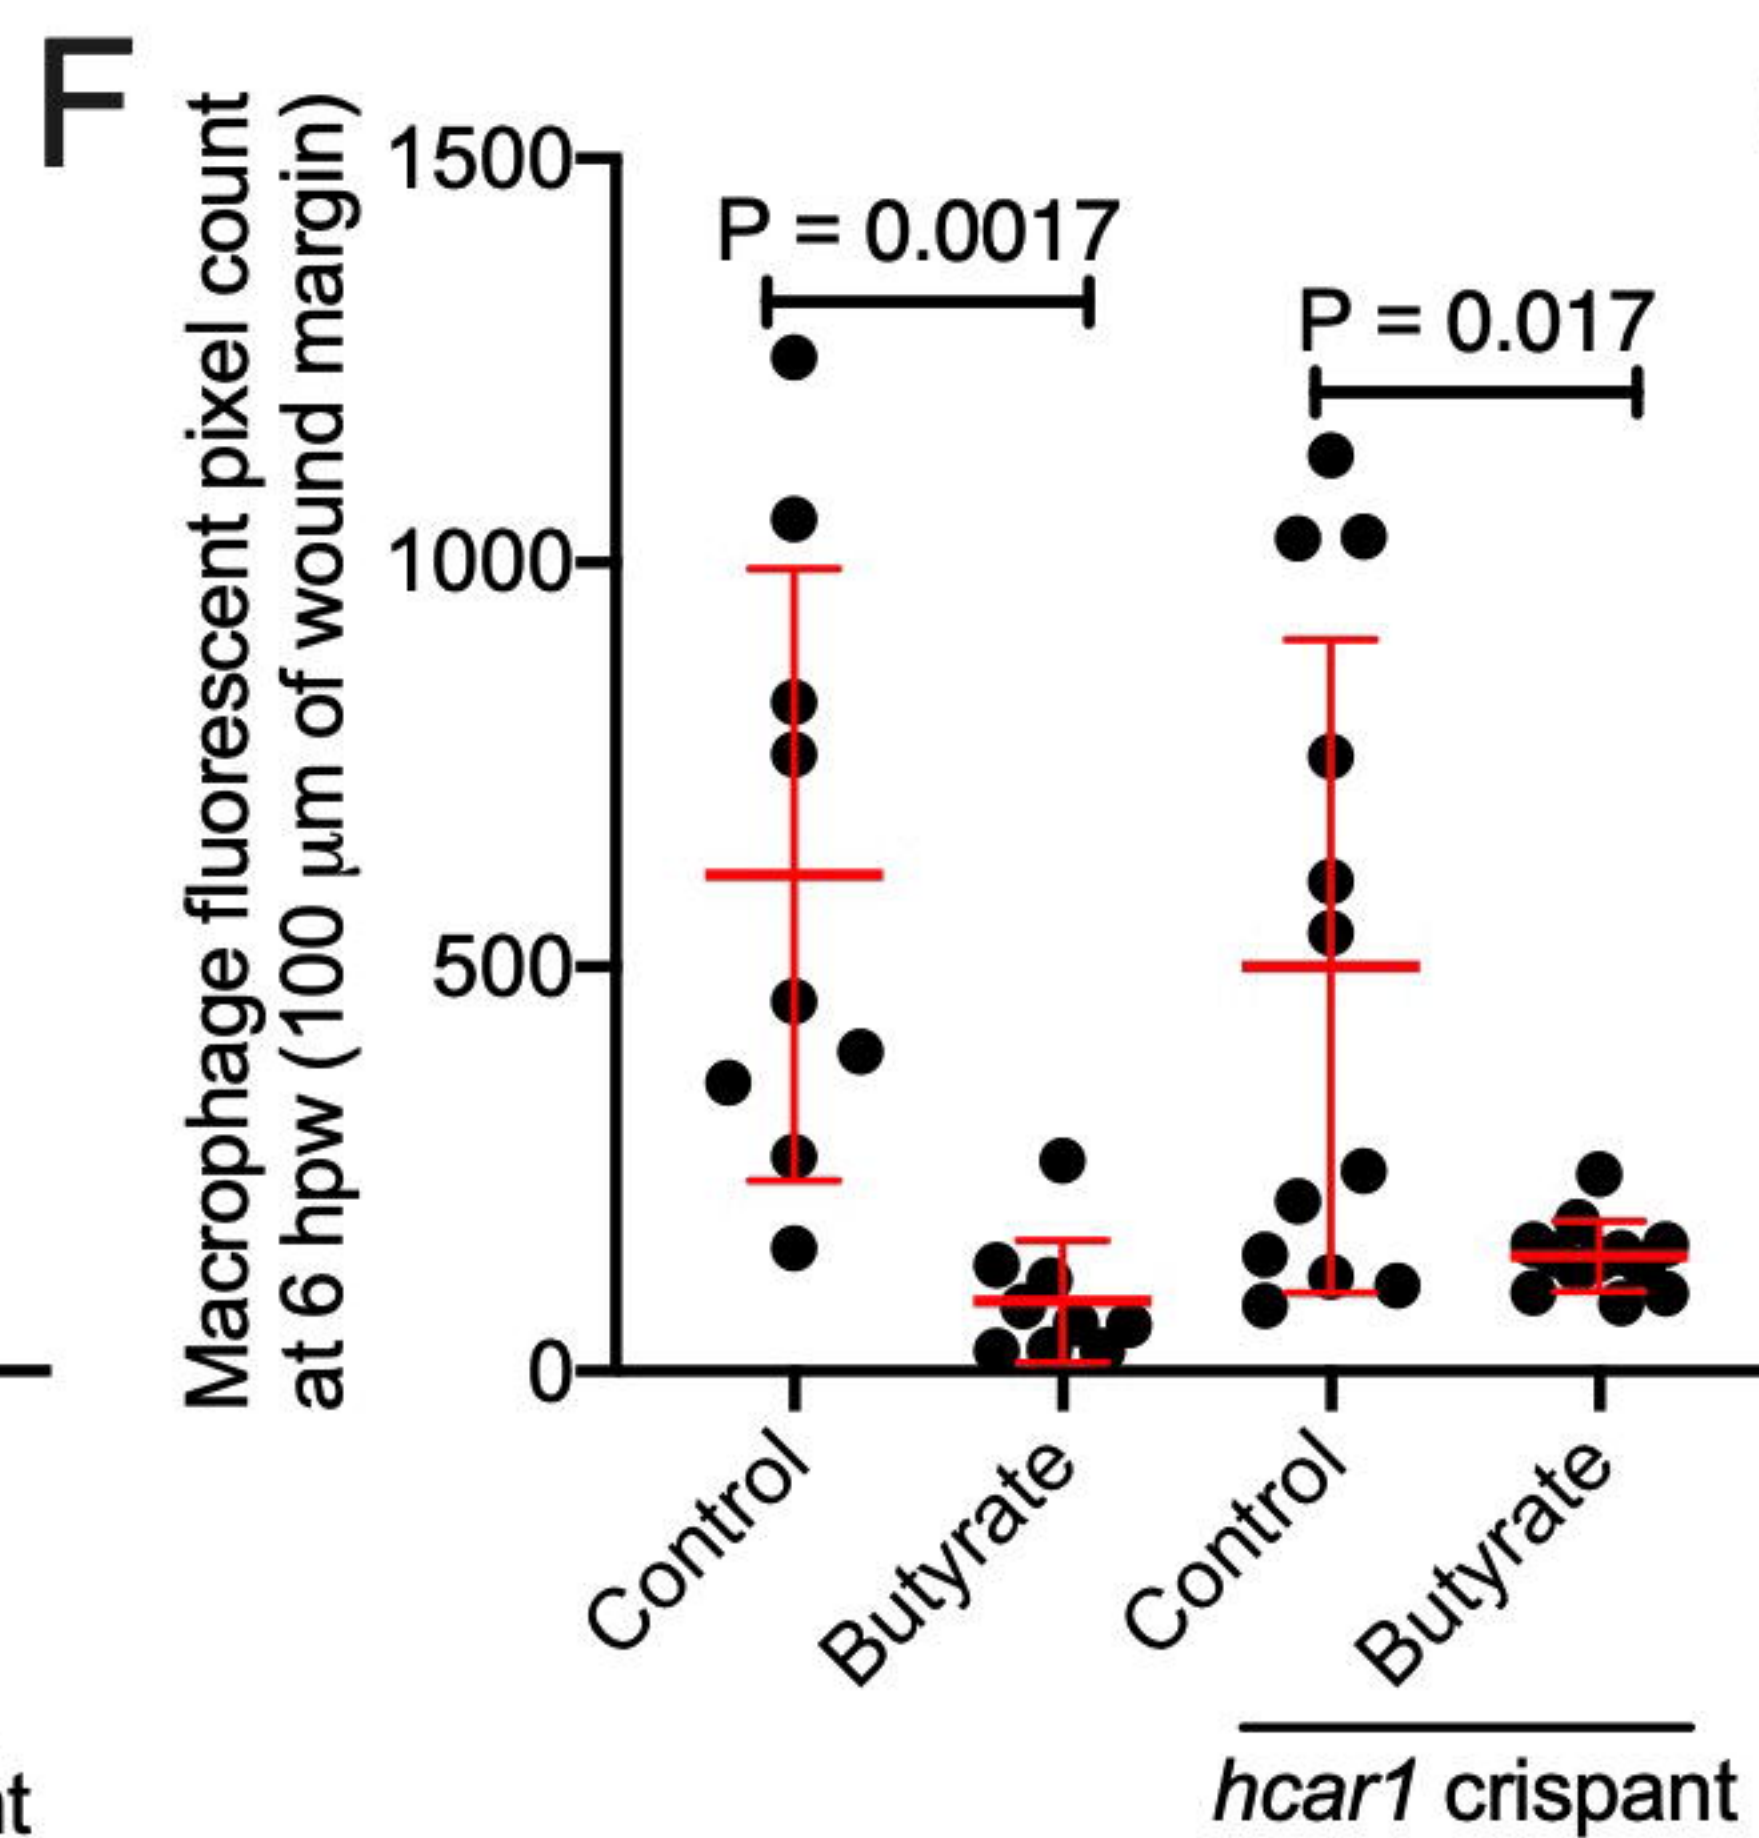 F
Macrophage fluorescent pixel count
at 6 hpw (100 μm of wound margin)
1500
1000
500
0
P = 0.0017
P = 0.017
Control
Butyrate
Control
Butyrate
hcar1 crispant